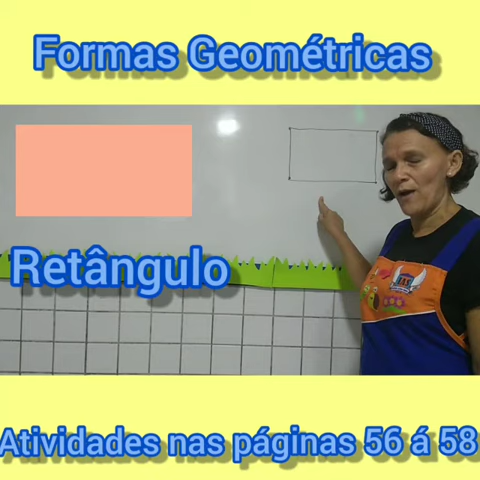 Formas Geométricas
Retângulo
Atividades nas páginas 56 á 58